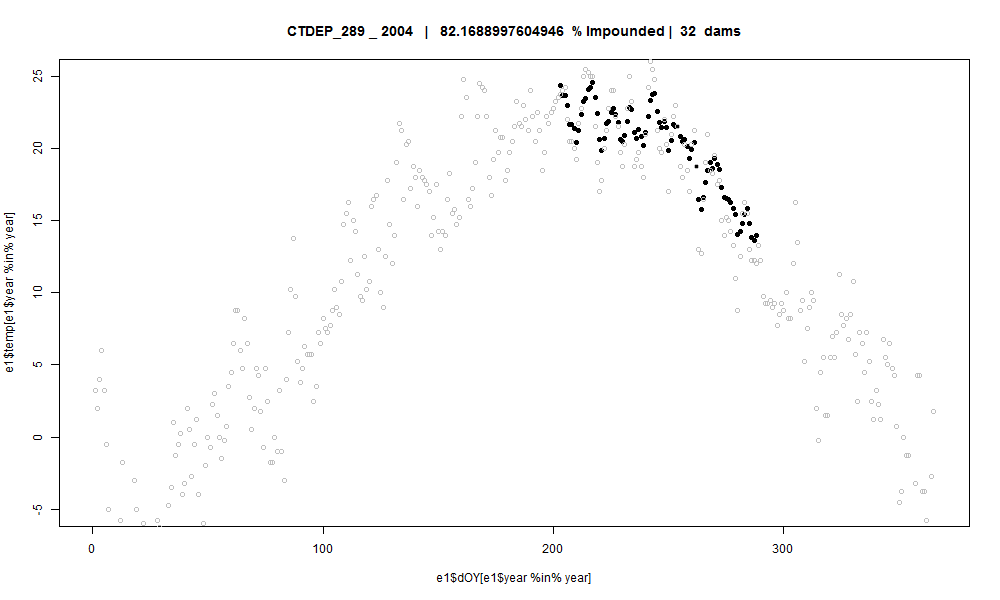 CTDEP_289 _ 2004 | 82.1688997604946 % Impounded | 32 dams
e1$temp[e1$year %in% year]
25
20
15
10
5
0
-5
0 100 200 300
e1$dOY[e1$year %in% year]